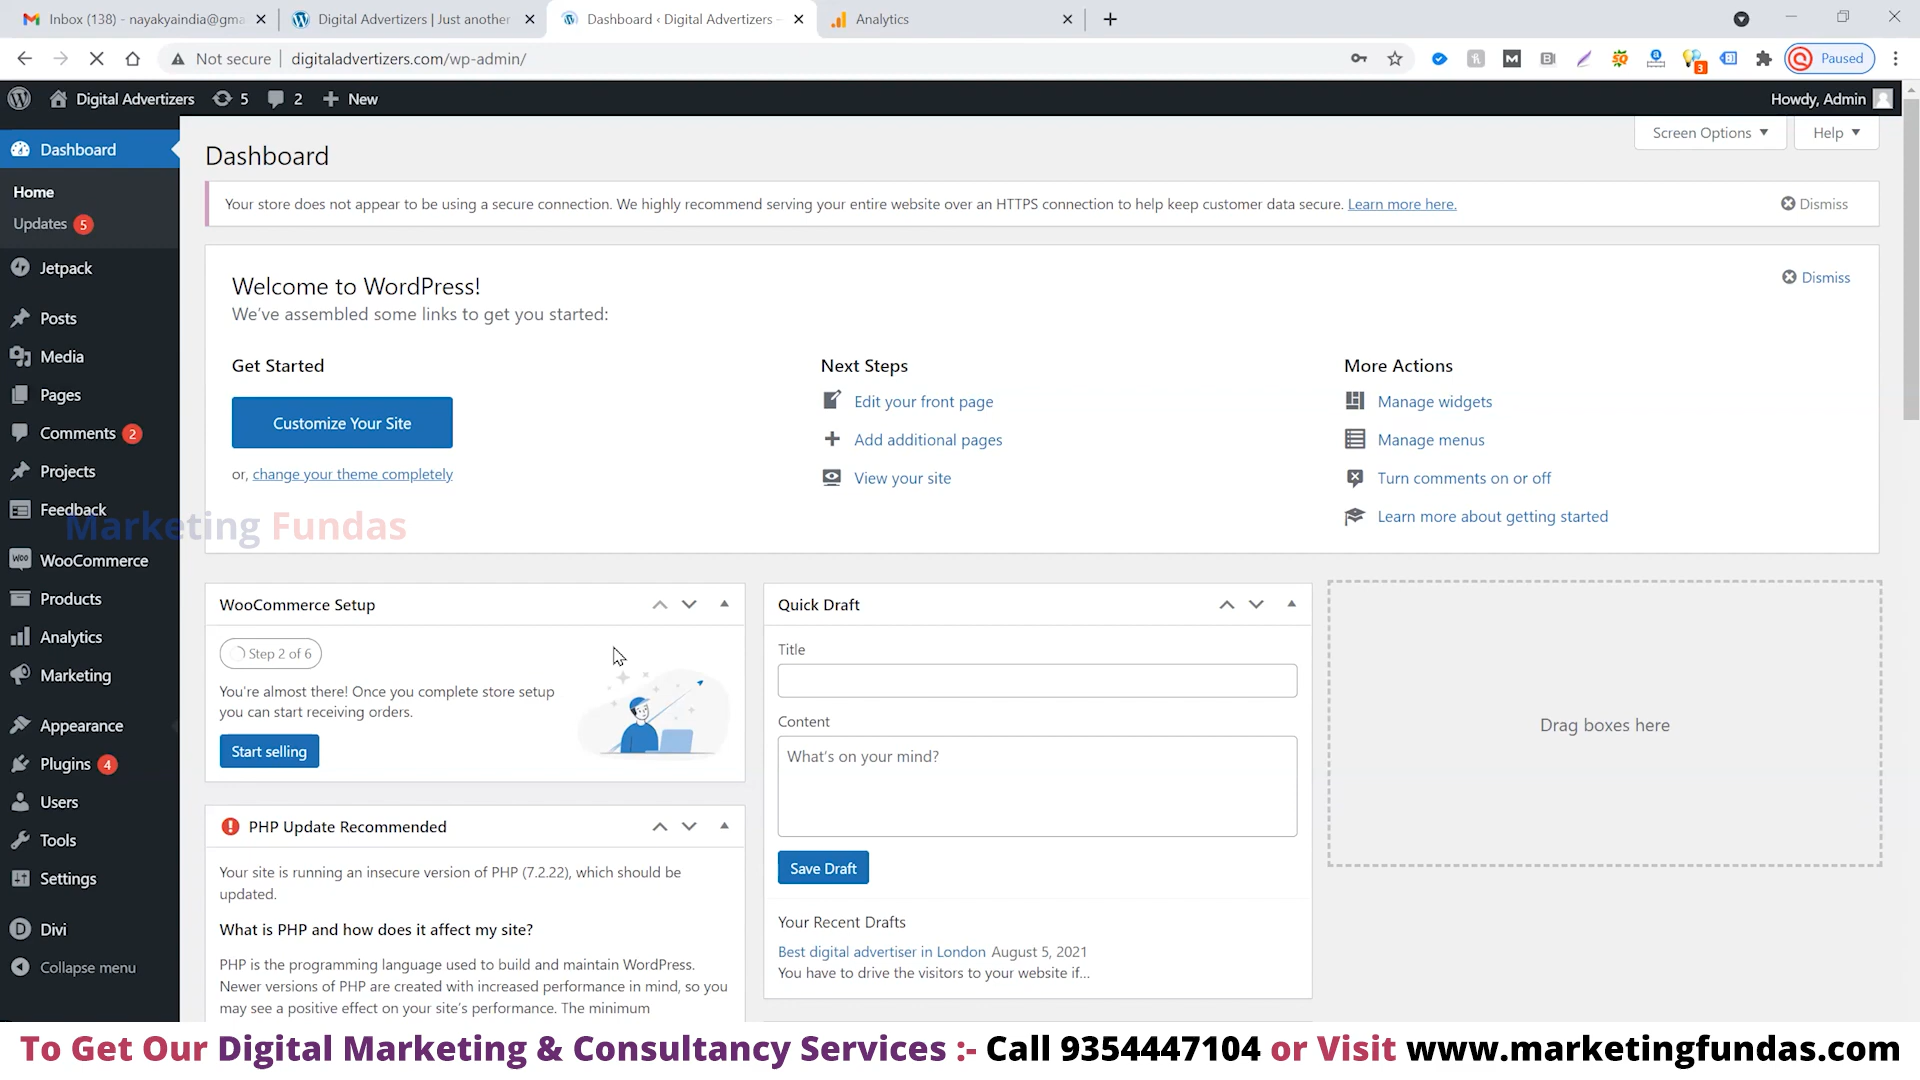 Inbox (138) - nayakyaindia@gma
Digital Advertizers | Just another
Dashboard ‹ Digital Advertizers –
Analytics
Not secure
digitaladvertizers.com/wp-admin/
3
Paused
Digital Advertizers
5
2
New
Howdy, Admin
Dashboard
Home
Updates 5
Jetpack
Posts
Media
Pages
Comments 2
Projects
Feedback
WooCommerce
Products
Analytics
Marketing
Appearance
Plugins 4
Users
Tools
Settings
Divi
Collapse menu
Marketing Fundas
Screen Options
Help
Dashboard
Your store does not appear to be using a secure connection. We highly recommend serving your entire website over an HTTPS connection to help keep customer data secure. Learn more here.
Dismiss
Welcome to WordPress!
Dismiss
We've assembled some links to get you started:
Get Started
Customize Your Site
or, change your theme completely
Next Steps
Edit your front page
Add additional pages
View your site
More Actions
Manage widgets
Manage menus
Turn comments on or off
Learn more about getting started
WooCommerce Setup
Step 2 of 6
You're almost there! Once you complete store setup
you can start receiving orders.
Start selling
PHP Update Recommended
Your site is running an insecure version of PHP (7.2.22), which should be
updated.
What is PHP and how does it affect my site?
PHP is the programming language used to build and maintain WordPress.
Newer versions of PHP are created with increased performance in mind, so you
may see a positive effect on your site's performance. The minimum
Quick Draft
Title
Content
What's on your mind?
Save Draft
Your Recent Drafts
Best digital advertiser in London August 5, 2021
You have to drive the visitors to your website if...
Drag boxes here
To Get Our Digital Marketing & Consultancy Services :- Call 9354447104 or Visit www.marketingfundas.com